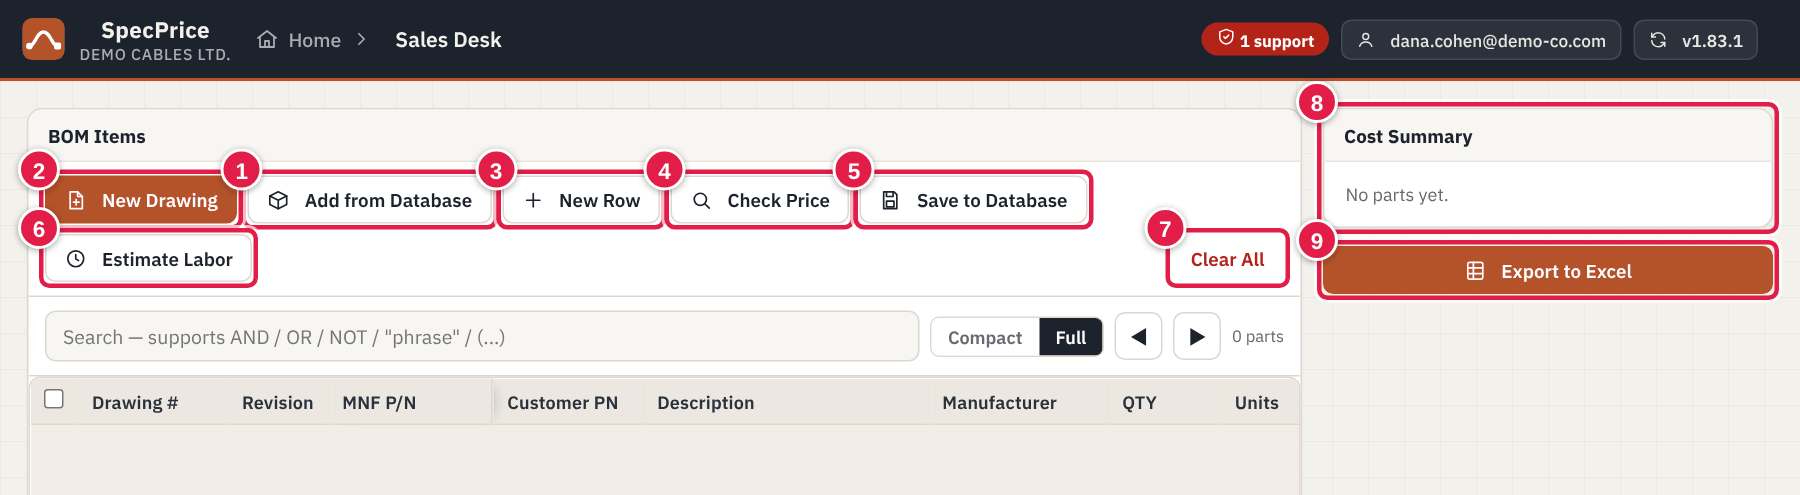 SpecPrice
DEMO CABLES LTD.
Home
Sales Desk
1 support
dana.cohen@demo-co.com
v1.83.1
BOM Items
2 New Drawing
1 Add from Database
3 New Row
4 Check Price
5 Save to Database
6 Estimate Labor
7 Clear All
Search — supports AND / OR / NOT / "phrase" / (...)
Compact Full
0 parts
Drawing # Revision MNF P/N Customer PN Description Manufacturer QTY Units
8 Cost Summary
No parts yet.
9 Export to Excel